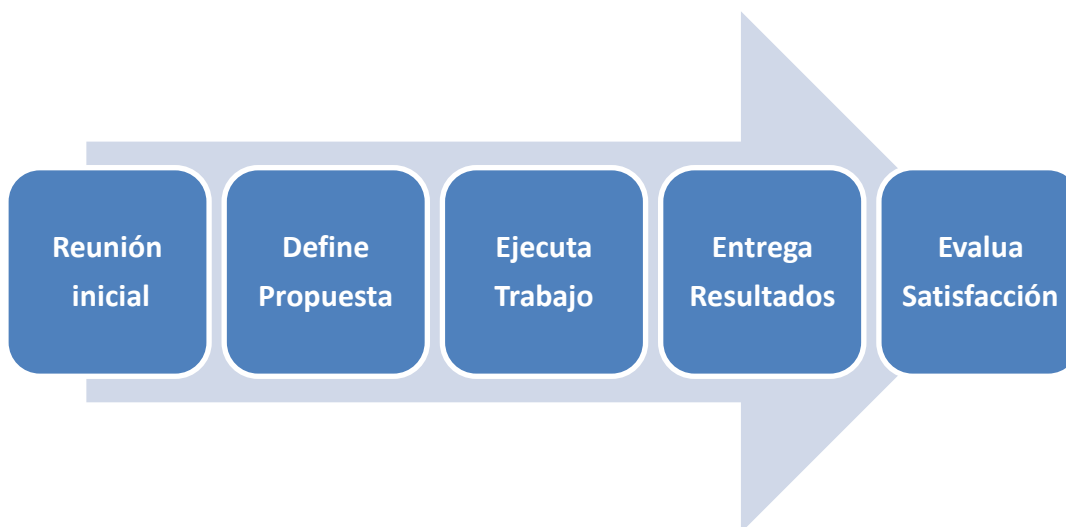 Reunión
inicial
Define
Propuesta
Ejecuta
Trabajo
Entrega
Resultados
Evalua
Satisfacción